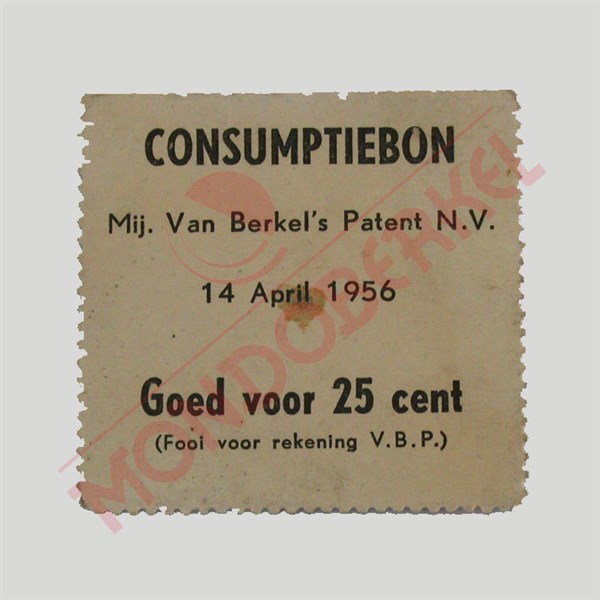 CONSUMPTIEBON
Mij. Van Berkel's Patent N.V.
14 April 1956
Goed voor 25 cent
(Fooi voor rekening V.B.P.)
MONDOBERKEL